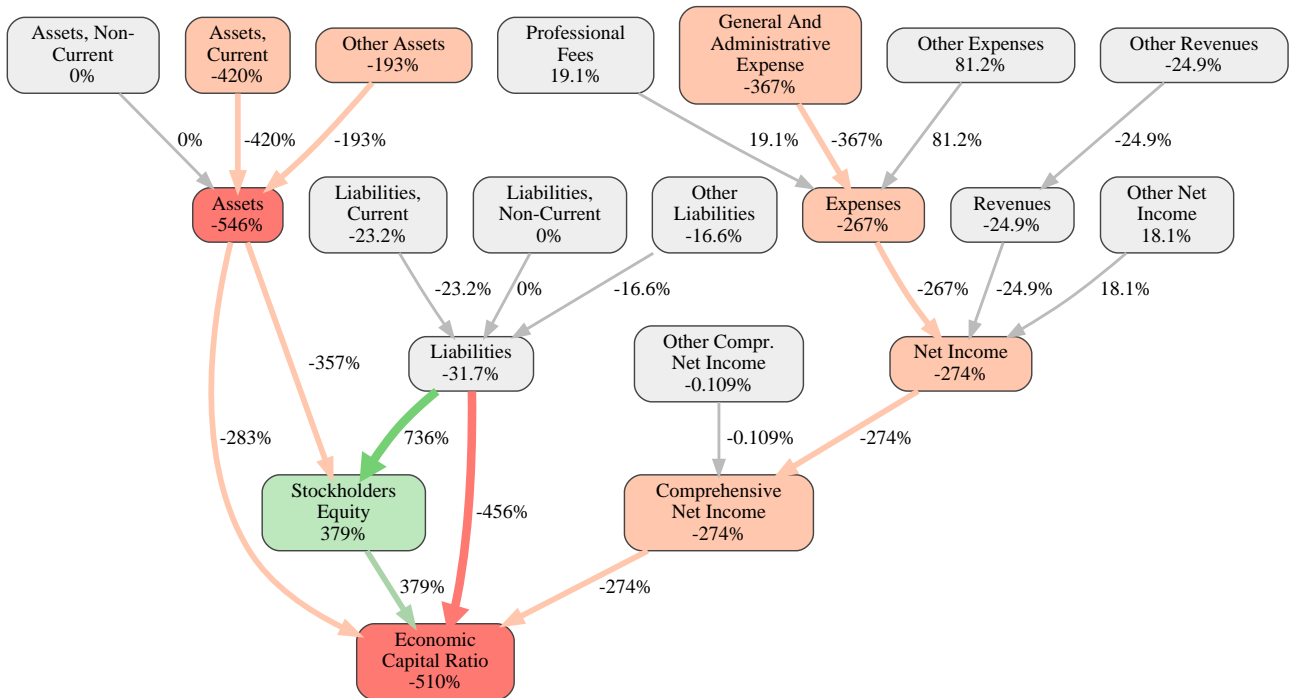 Assets, Non-
Current
0%
Assets,
Current
-420%
Other Assets
-193%
Professional
Fees
19.1%
General And
Administrative
Expense
-367%
Other Expenses
81.2%
Other Revenues
-24.9%
0%
-420%
-193%
19.1%
-367%
81.2%
-24.9%
Assets
-546%
Liabilities,
Current
-23.2%
Liabilities,
Non-Current
0%
Other
Liabilities
-16.6%
Expenses
-267%
Revenues
-24.9%
Other Net
Income
18.1%
-23.2%
0%
-16.6%
-267%
-24.9%
18.1%
-357%
Liabilities
-31.7%
Other Compr.
Net Income
-0.109%
Net Income
-274%
-283%
736%
-0.109%
-274%
Stockholders
Equity
379%
-456%
Comprehensive
Net Income
-274%
379%
-274%
Economic
Capital Ratio
-510%